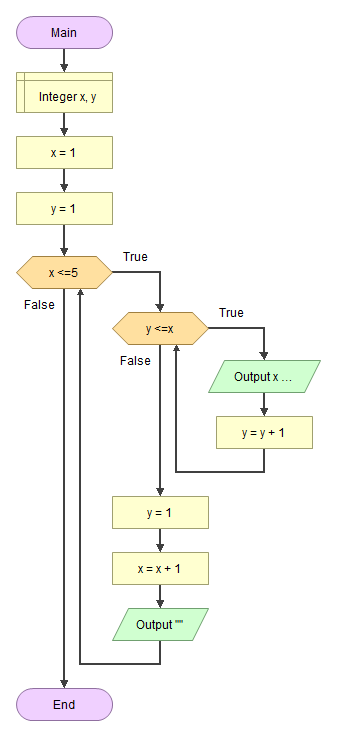 Main
Integer x, y
x = 1
y = 1
x <=5
True
False
y <=x
True
False
Output x ...
y = y + 1
y = 1
x = x + 1
Output ""
End